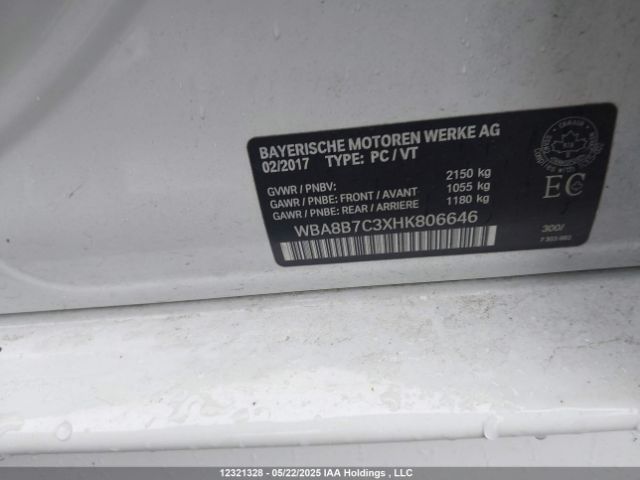 BAYERISCHE MOTOREN WERKE AG
02/2017 TYPE: PC / VT
GVWR / PNBV: 2150 kg
GAWR / PNBE: FRONT / AVANT 1055 kg
GAWR / PNBE: REAR / ARRIERE 1180 kg
WBA8B7C3XHK806646
CANADA
EC
300/
12321328 - 05/22/2025 IAA Holdings , LLC